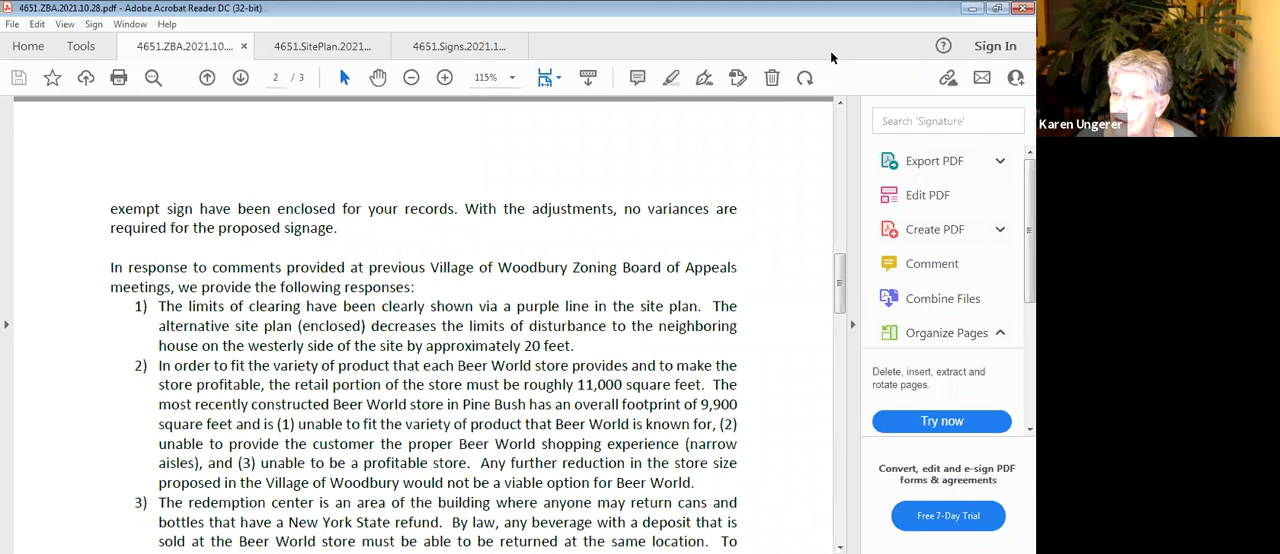 4651.ZBA.2021.10.28.pdf - Adobe Acrobat Reader DC (32-bit)
File Edit View Sign Window Help
Home Tools 4651.ZBA.2021.10.... × 4651.SitePlan.2021... 4651.Signs.2021.1... Sign In
2 / 3 115%
Karen Ungerer
Search 'Signature'
Export PDF
Edit PDF
Create PDF
Comment
Combine Files
Organize Pages
Delete, insert, extract and
rotate pages.
Try now
Convert, edit and e-sign PDF
forms & agreements
Free 7-Day Trial
exempt sign have been enclosed for your records. With the adjustments, no variances are
required for the proposed signage.
In response to comments provided at previous Village of Woodbury Zoning Board of Appeals
meetings, we provide the following responses:
1) The limits of clearing have been clearly shown via a purple line in the site plan. The
alternative site plan (enclosed) decreases the limits of disturbance to the neighboring
house on the westerly side of the site by approximately 20 feet.
2) In order to fit the variety of product that each Beer World store provides and to make the
store profitable, the retail portion of the store must be roughly 11,000 square feet. The
most recently constructed Beer World store in Pine Bush has an overall footprint of 9,900
square feet and is (1) unable to fit the variety of product that Beer World is known for, (2)
unable to provide the customer the proper Beer World shopping experience (narrow
aisles), and (3) unable to be a profitable store. Any further reduction in the store size
proposed in the Village of Woodbury would not be a viable option for Beer World.
3) The redemption center is an area of the building where anyone may return cans and
bottles that have a New York State refund. By law, any beverage with a deposit that is
sold at the Beer World store must be able to be returned at the same location. To